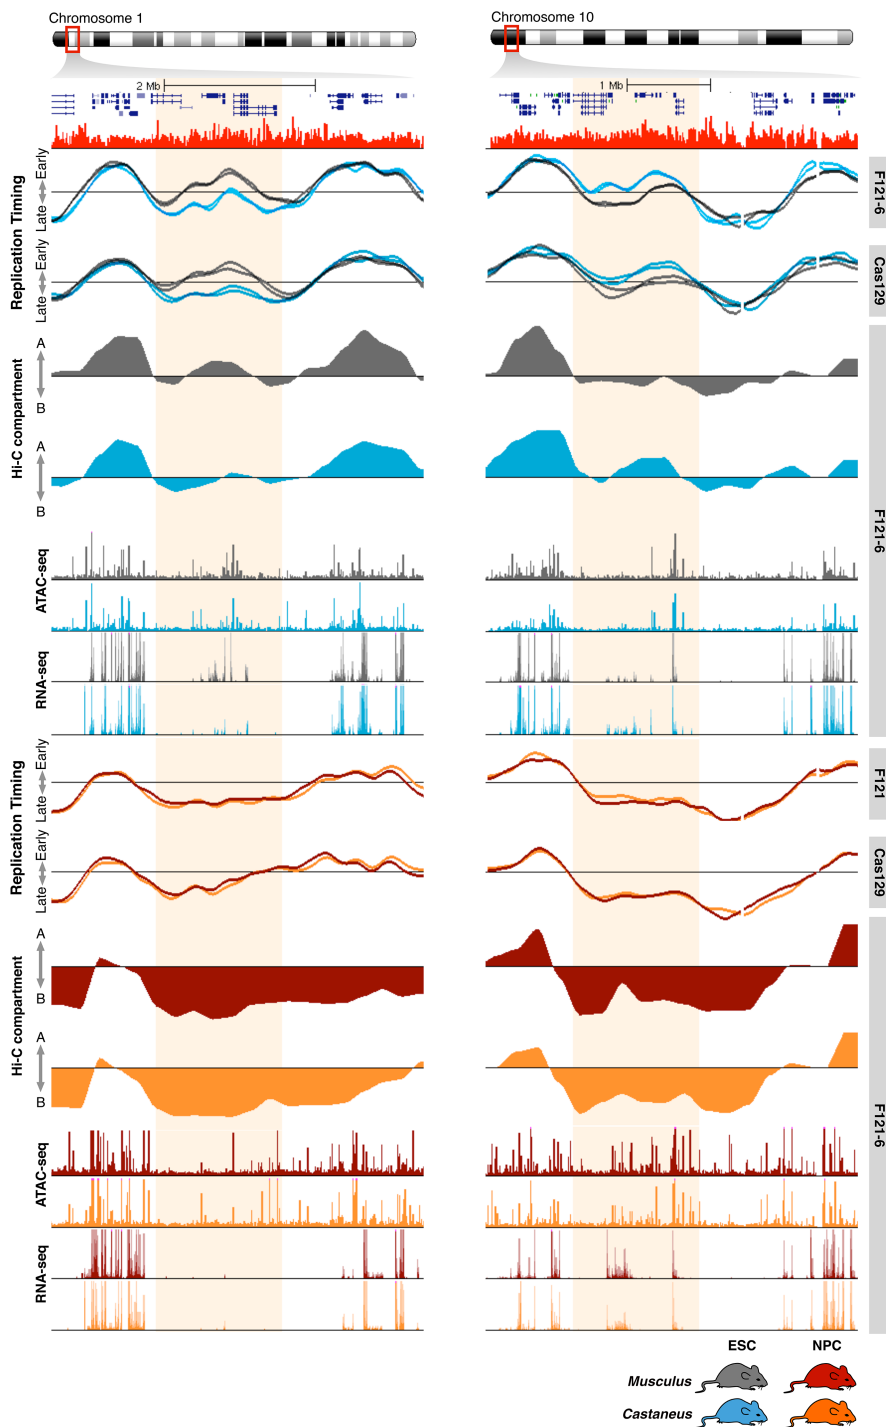 Chromosome 1
Chromosome 10
2 Mb
1 Mb
Replication Timing
Early
Late
Early
Late
F121-6
Cas129
Hi-C compartment
A
B
A
B
ATAC-seq
RNA-seq
F121-6
Replication Timing
Early
Late
Early
Late
F121
Cas129
Hi-C compartment
A
B
A
B
ATAC-seq
RNA-seq
F121-6
ESC NPC
Musculus
Castaneus